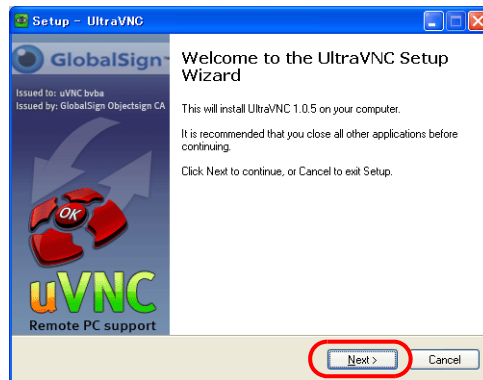 Setup - UltraVNC
GlobalSign
Issued to: uVNC bvba
Issued by: GlobalSign Objectsign CA
OK
uVNC
Remote PC support
Welcome to the UltraVNC Setup
Wizard
This will install UltraVNC 1.0.5 on your computer.
It is recommended that you close all other applications before
continuing.
Click Next to continue, or Cancel to exit Setup.
Next >
Cancel